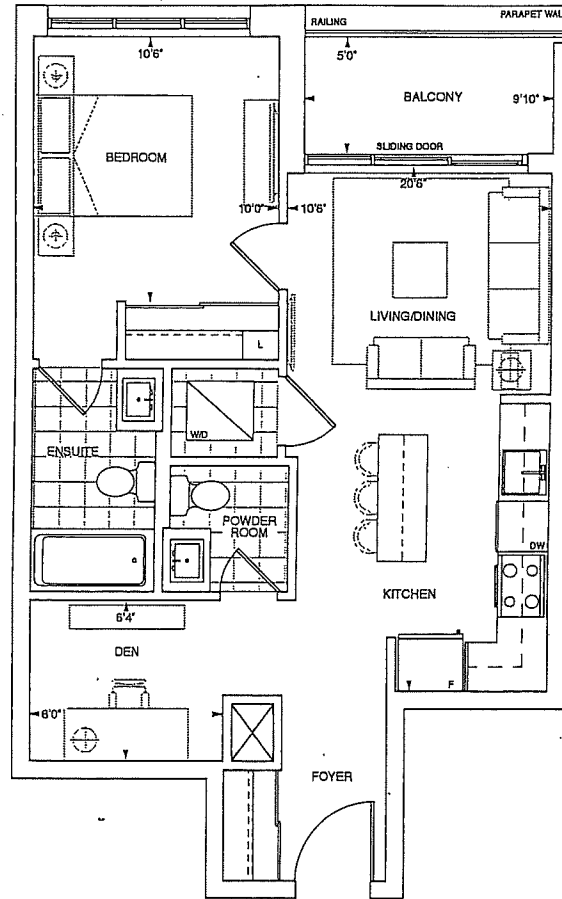 RAILING
PARAPET WAL
10'6"
5'0"
BALCONY
9'10"
BEDROOM
SLIDING DOOR
20'6"
10'0"
10'6"
LIVING/DINING
L
W/D
ENSUITE
POWDER
ROOM
DW
KITCHEN
6'4"
DEN
F
6'0"
FOYER